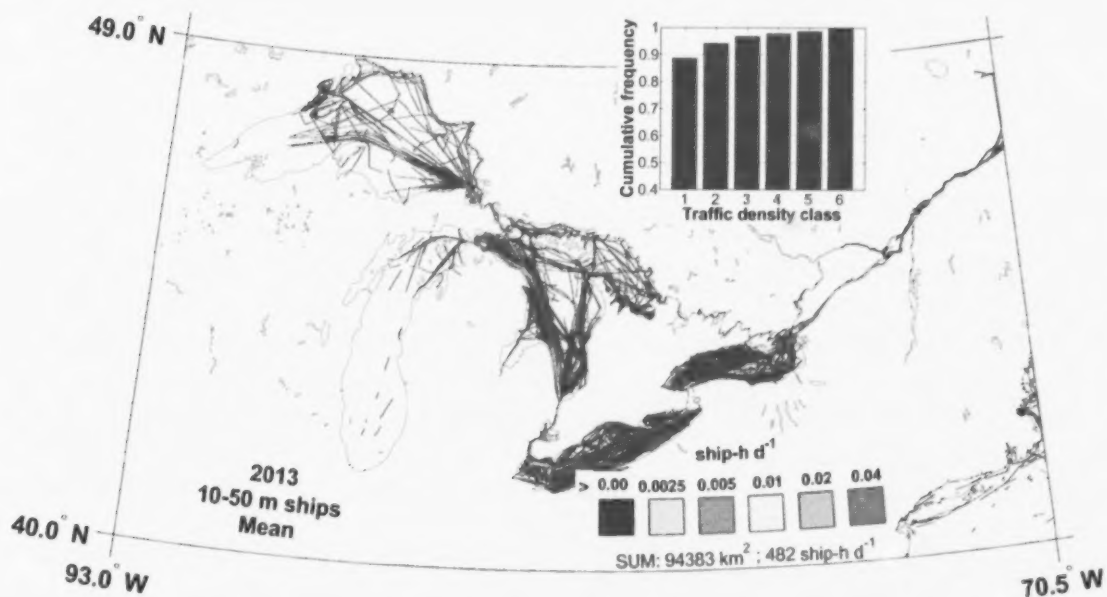 49.0° N
Cumulative frequency
1
0.9
0.8
0.7
0.6
0.5
0.4
1 2 3 4 5 6
Traffic density class
2013
10-50 m ships
Mean
ship-h d⁻¹
> 0.00 0.0025 0.005 0.01 0.02 0.04
SUM: 94383 km² ; 482 ship-h d⁻¹
40.0° N
93.0° W
70.5° W